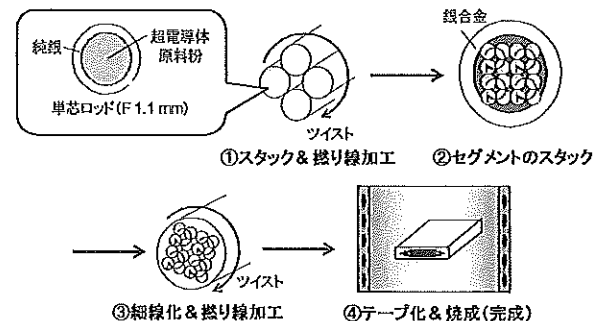 純銀
超電導体
原料粉
単芯ロッド(F 1.1 mm)
ツイスト
①スタック & 撚り線加工
銀合金
②セグメントのスタック
ツイスト
③細線化 & 撚り線加工
④テープ化 & 焼成(完成)